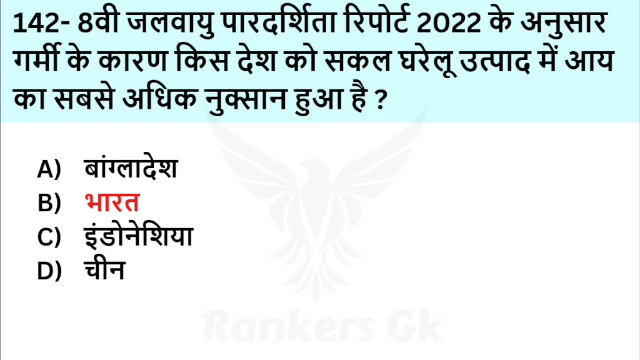 142- 8वी जलवायु पारदर्शिता रिपोर्ट 2022 के अनुसार
गर्मी के कारण किस देश को सकल घरेलू उत्पाद में आय
का सबसे अधिक नुक्सान हुआ है ?
A) बांग्लादेश
B) भारत
C) इंडोनेशिया
D) चीन
Rankers Gk